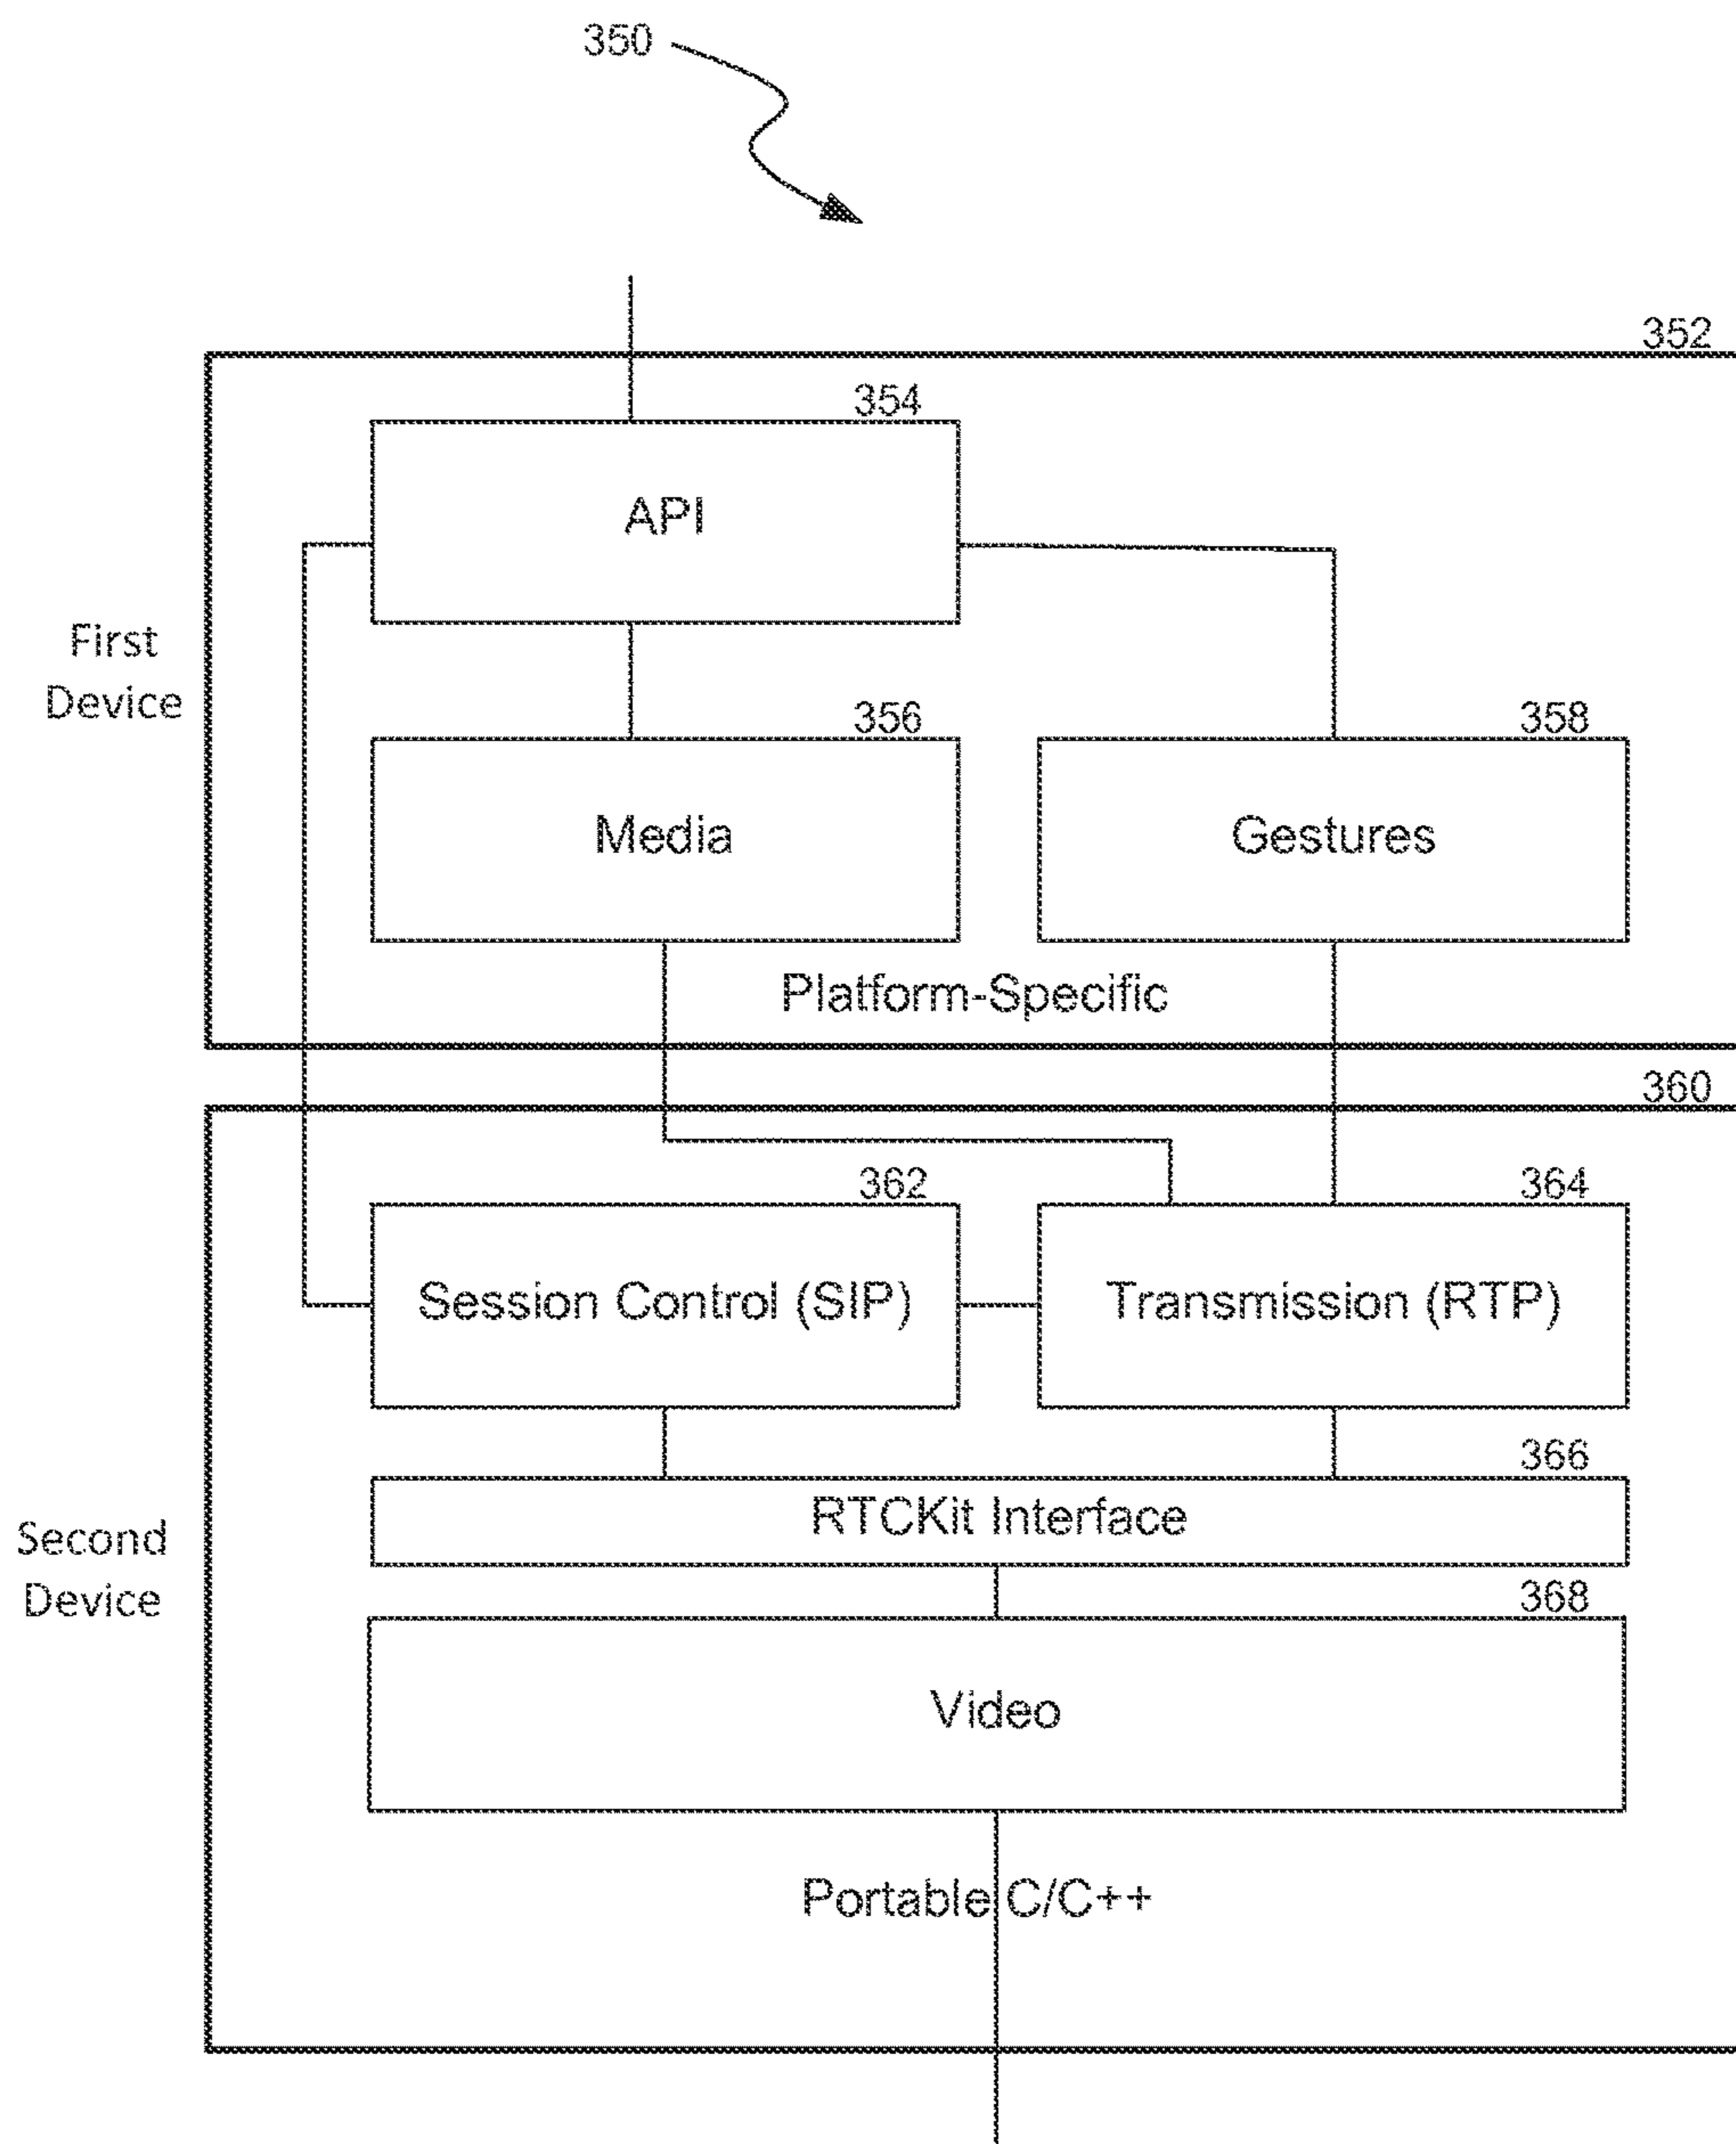 350
352
354
API
First
Device
356
358
Media
Gestures
Platform-Specific
360
362
364
Session Control (SIP)
Transmission (RTP)
366
RTCKit Interface
Second
Device
368
Video
Portable C/C++